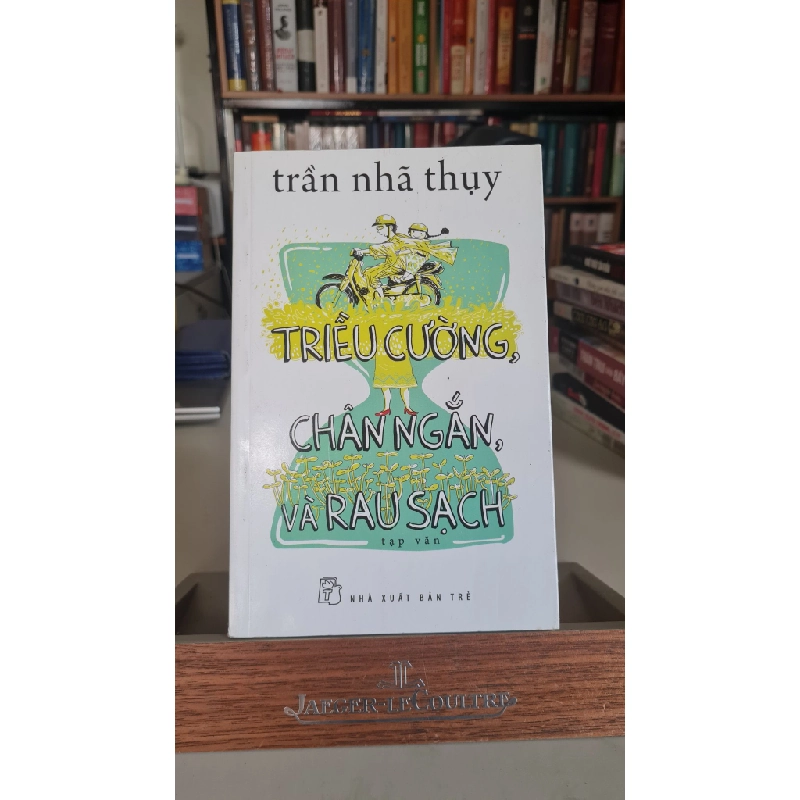 trần nhã thụy
TRIỀU CƯỜNG,
CHÂN NGẮN,
VÀ RAU SẠCH
tạp văn
NHÀ XUẤT BẢN TRẺ
JAEGER-LECOULTRE